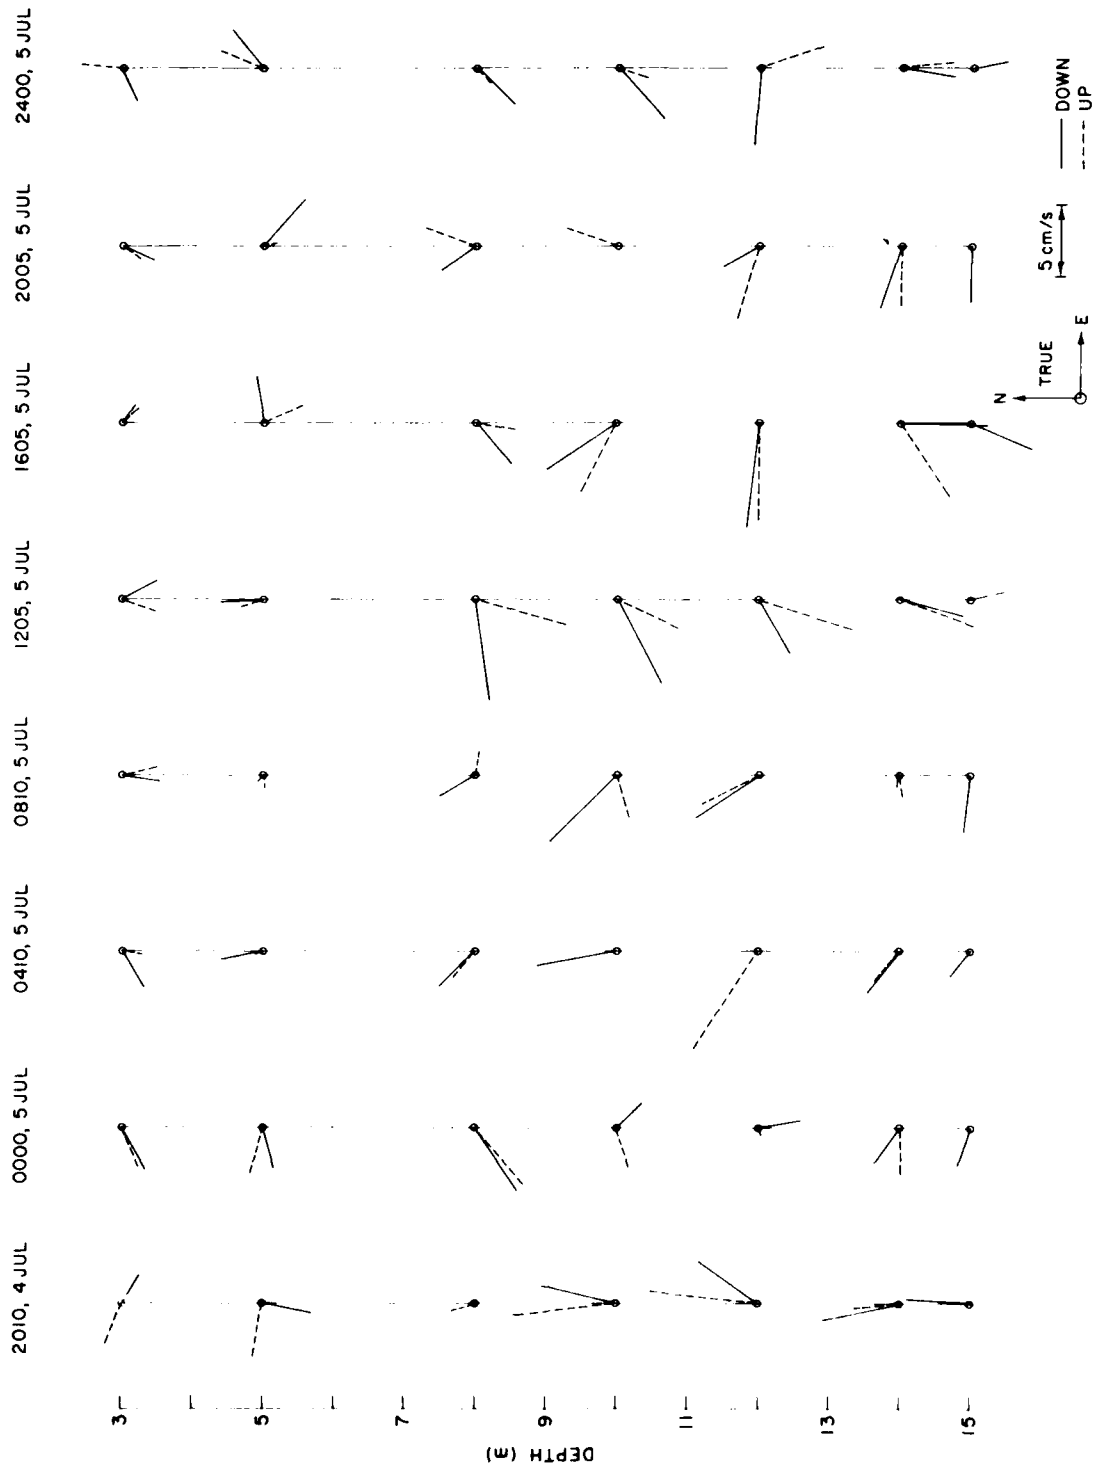 2010, 4 JUL
0000, 5 JUL
0410, 5 JUL
0810, 5 JUL
1205, 5 JUL
1605, 5 JUL
2005, 5 JUL
2400, 5 JUL
DEPTH (m)
3
5
7
9
11
13
15
N
TRUE
E
5 cm/s
DOWN
UP